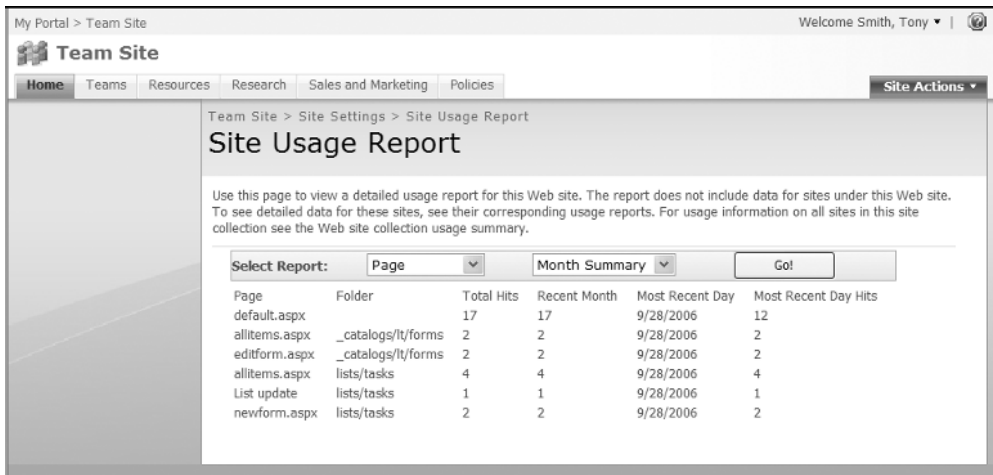 My Portal > Team Site
Welcome Smith, Tony
Team Site
Home Teams Resources Research Sales and Marketing Policies
Site Actions
Team Site > Site Settings > Site Usage Report
Site Usage Report
Use this page to view a detailed usage report for this Web site. The report does not include data for sites under this Web site.
To see detailed data for these sites, see their corresponding usage reports. For usage information on all sites in this site
collection see the Web site collection usage summary.
Select Report: Page Month Summary Go!
Page Folder Total Hits Recent Month Most Recent Day Most Recent Day Hits
default.aspx 17 17 9/28/2006 12
allitems.aspx _catalogs/lt/forms 2 2 9/28/2006 2
editform.aspx _catalogs/lt/forms 2 2 9/28/2006 2
allitems.aspx lists/tasks 4 4 9/28/2006 4
List update lists/tasks 1 1 9/28/2006 1
newform.aspx lists/tasks 2 2 9/28/2006 2